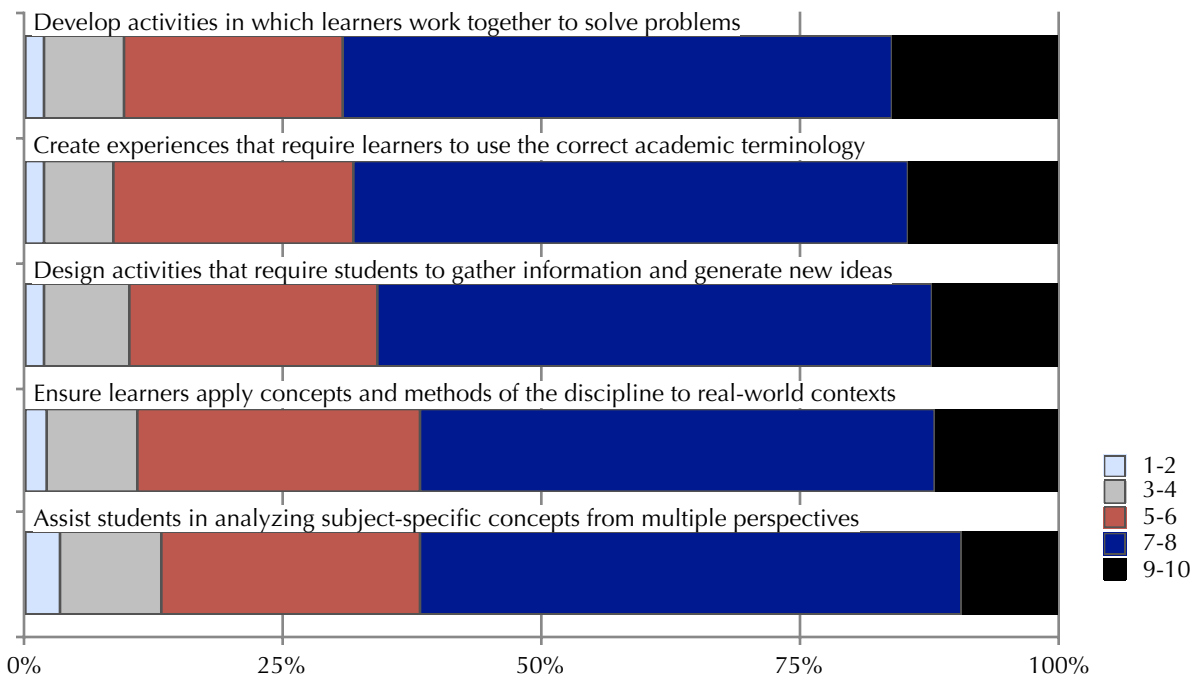 Develop activities in which learners work together to solve problems
Create experiences that require learners to use the correct academic terminology
Design activities that require students to gather information and generate new ideas
Ensure learners apply concepts and methods of the discipline to real-world contexts
Assist students in analyzing subject-specific concepts from multiple perspectives
0% 25% 50% 75% 100%
1-2
3-4
5-6
7-8
9-10